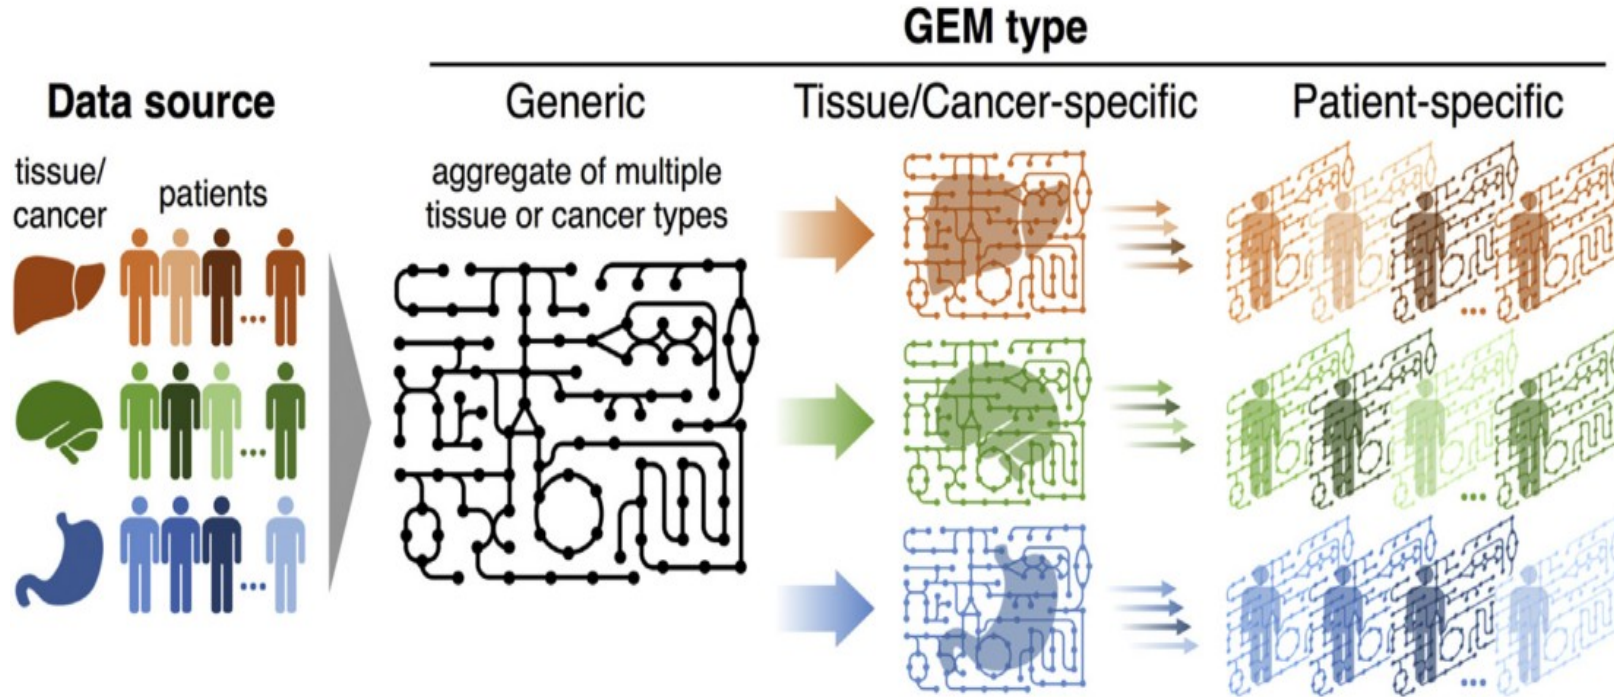 GEM type
Data source
Generic
Tissue/Cancer-specific
Patient-specific
tissue/
cancer
patients
aggregate of multiple
tissue or cancer types